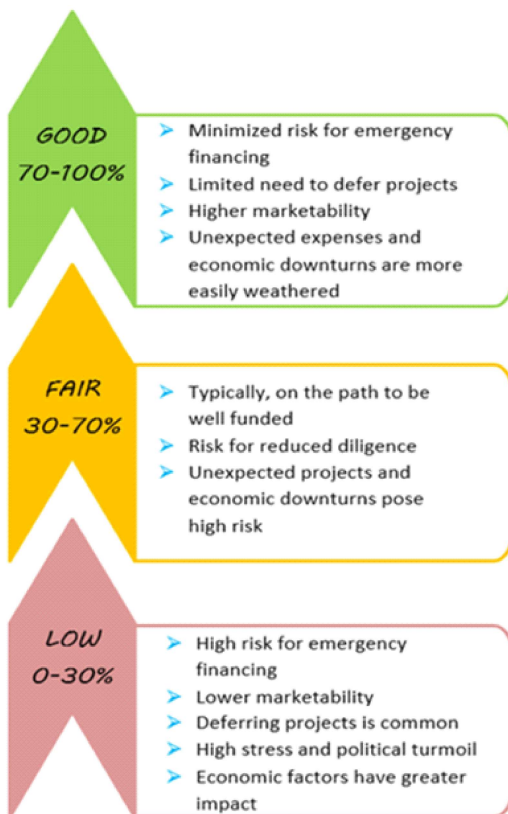 GOOD
70-100%
➤ Minimized risk for emergency
financing
➤ Limited need to defer projects
➤ Higher marketability
➤ Unexpected expenses and
economic downturns are more
easily weathered
FAIR
30-70%
➤ Typically, on the path to be
well funded
➤ Risk for reduced diligence
➤ Unexpected projects and
economic downturns pose
high risk
LOW
0-30%
➤ High risk for emergency
financing
➤ Lower marketability
➤ Deferring projects is common
➤ High stress and political turmoil
➤ Economic factors have greater
impact